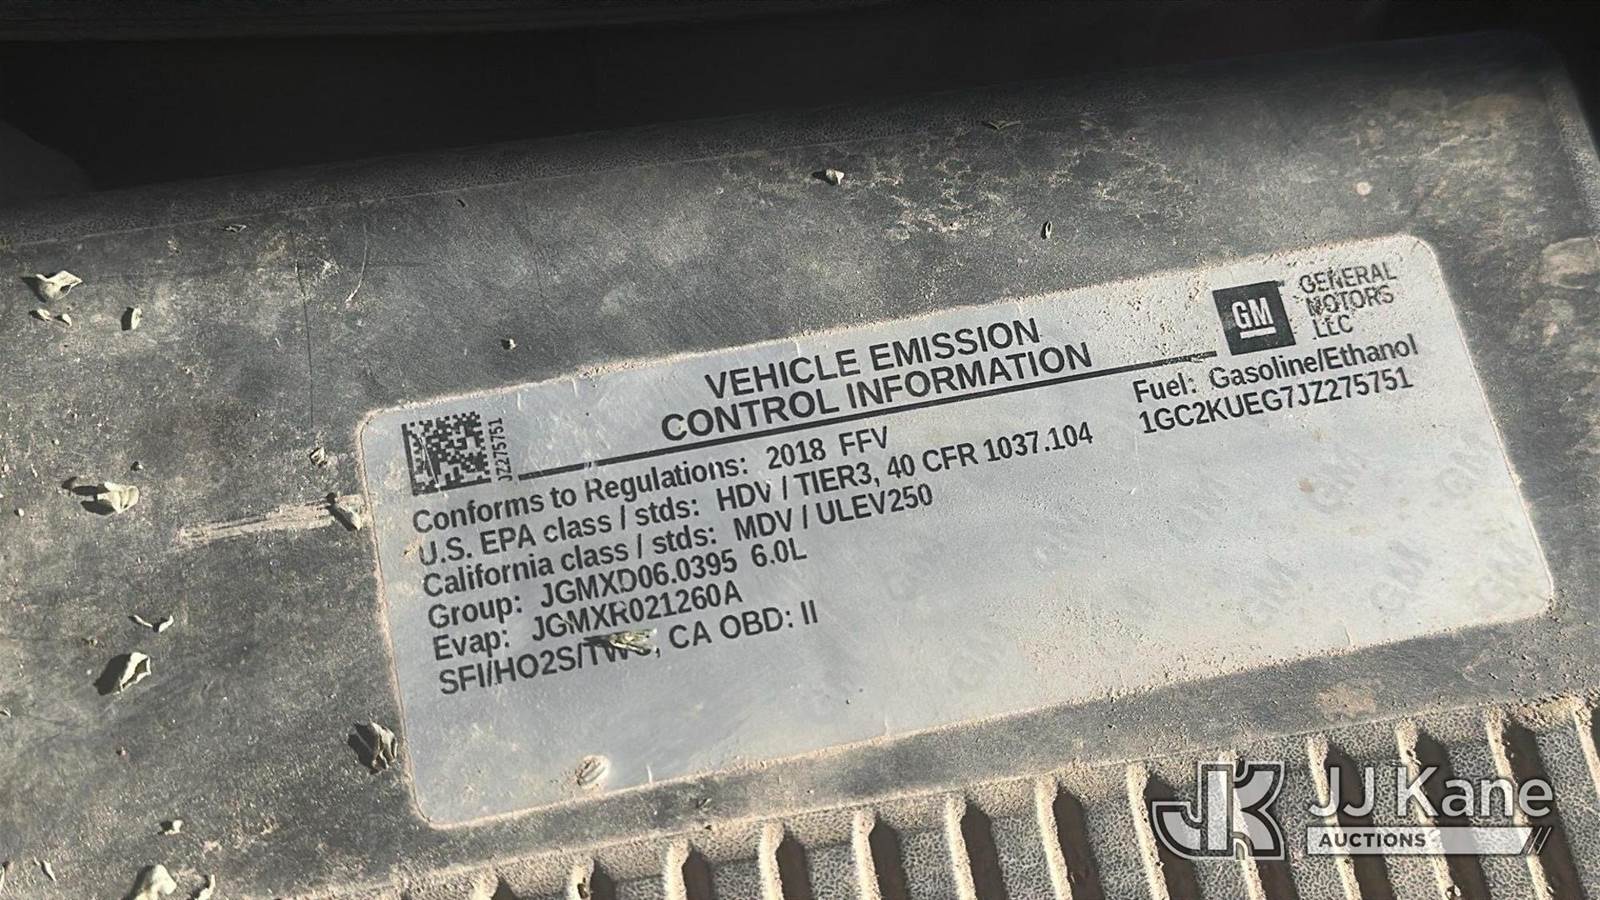 GM
GENERAL
MOTORS
LLC
VEHICLE EMISSION
CONTROL INFORMATION
Fuel: Gasoline/Ethanol
1GC2KUEG7JZ275751
JZ275751
Conforms to Regulations: 2018 FFV
U.S. EPA class / stds: HDV / TIER3, 40 CFR 1037.104
California class / stds: MDV / ULEV250
Group: JGMXD06.0395 6.0L
Evap: JGMXR021260A
SFI/HO2S/TWC, CA OBD: II
JK JJ Kane
AUCTIONS